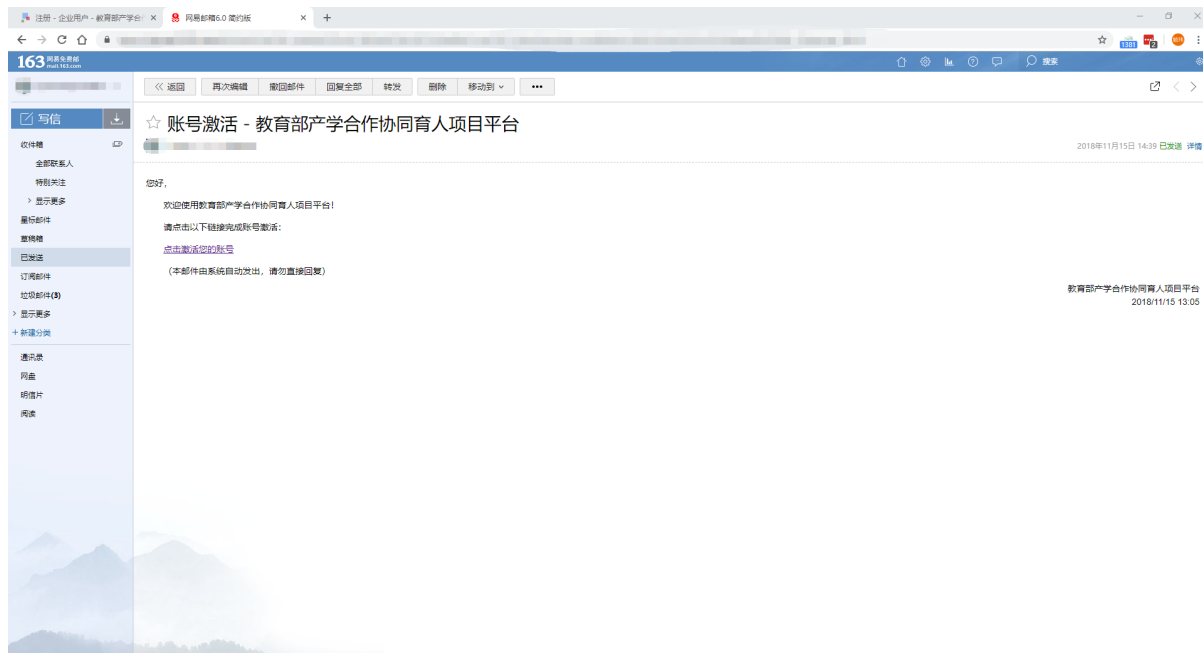 注册 - 企业用户 - 教育部产学合
网易邮箱6.0 简约版
1381
2
163 网易免费邮
mail.163.com
搜索
返回 再次编辑 撤回邮件 回复全部 转发 删除 移动到
写信
账号激活 - 教育部产学合作协同育人项目平台
收件箱
2018年11月15日 14:39 已发送 详情
全部联系人
特别关注
显示更多
星标邮件
草稿箱
已发送
订阅邮件
垃圾邮件(3)
显示更多
+ 新建分类
通讯录
网盘
明信片
阅读
您好,
欢迎使用教育部产学合作协同育人项目平台!
请点击以下链接完成账号激活:
点击激活您的账号
(本邮件由系统自动发出, 请勿直接回复)
教育部产学合作协同育人项目平台
2018/11/15 13:05